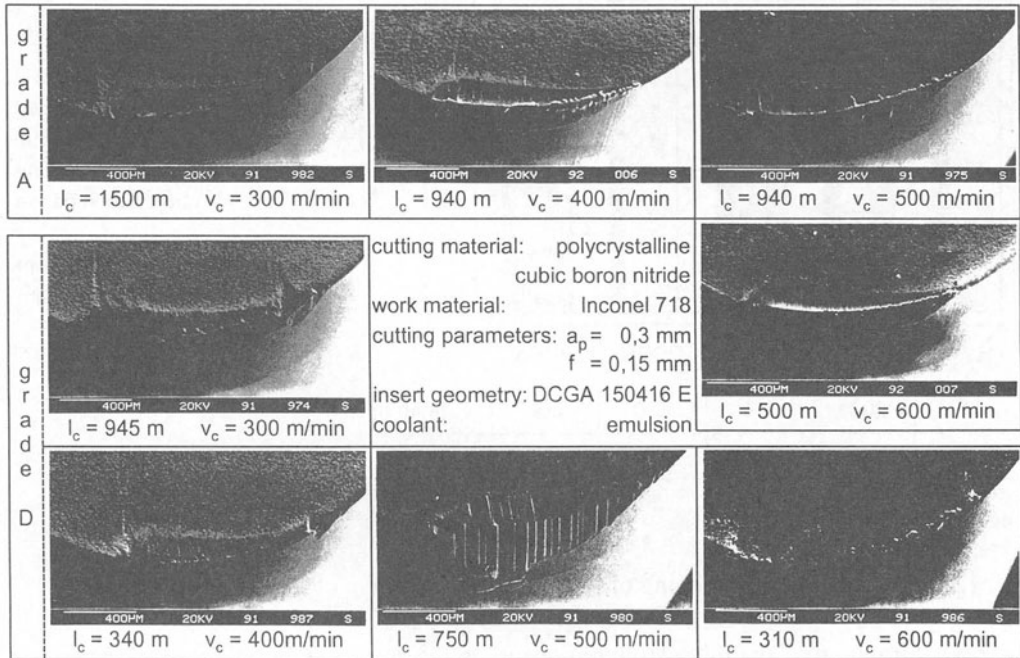 grade A
400µM 20KV 91 982 S
l_c = 1500 m v_c = 300 m/min
400µM 20KV 92 006 S
l_c = 940 m v_c = 400 m/min
400µM 20KV 91 975 S
l_c = 940 m v_c = 500 m/min
grade D
400µM 20KV 91 974 S
l_c = 945 m v_c = 300 m/min
cutting material: polycrystalline
cubic boron nitride
work material: Inconel 718
cutting parameters: a_p = 0,3 mm
f = 0,15 mm
insert geometry: DCGA 150416 E
coolant: emulsion
400µM 20KV 92 007 S
l_c = 500 m v_c = 600 m/min
400µM 20KV 91 987 S
l_c = 340 m v_c = 400m/min
400µM 20KV 91 980 S
l_c = 750 m v_c = 500 m/min
400µM 20KV 91 986 S
l_c = 310 m v_c = 600 m/min